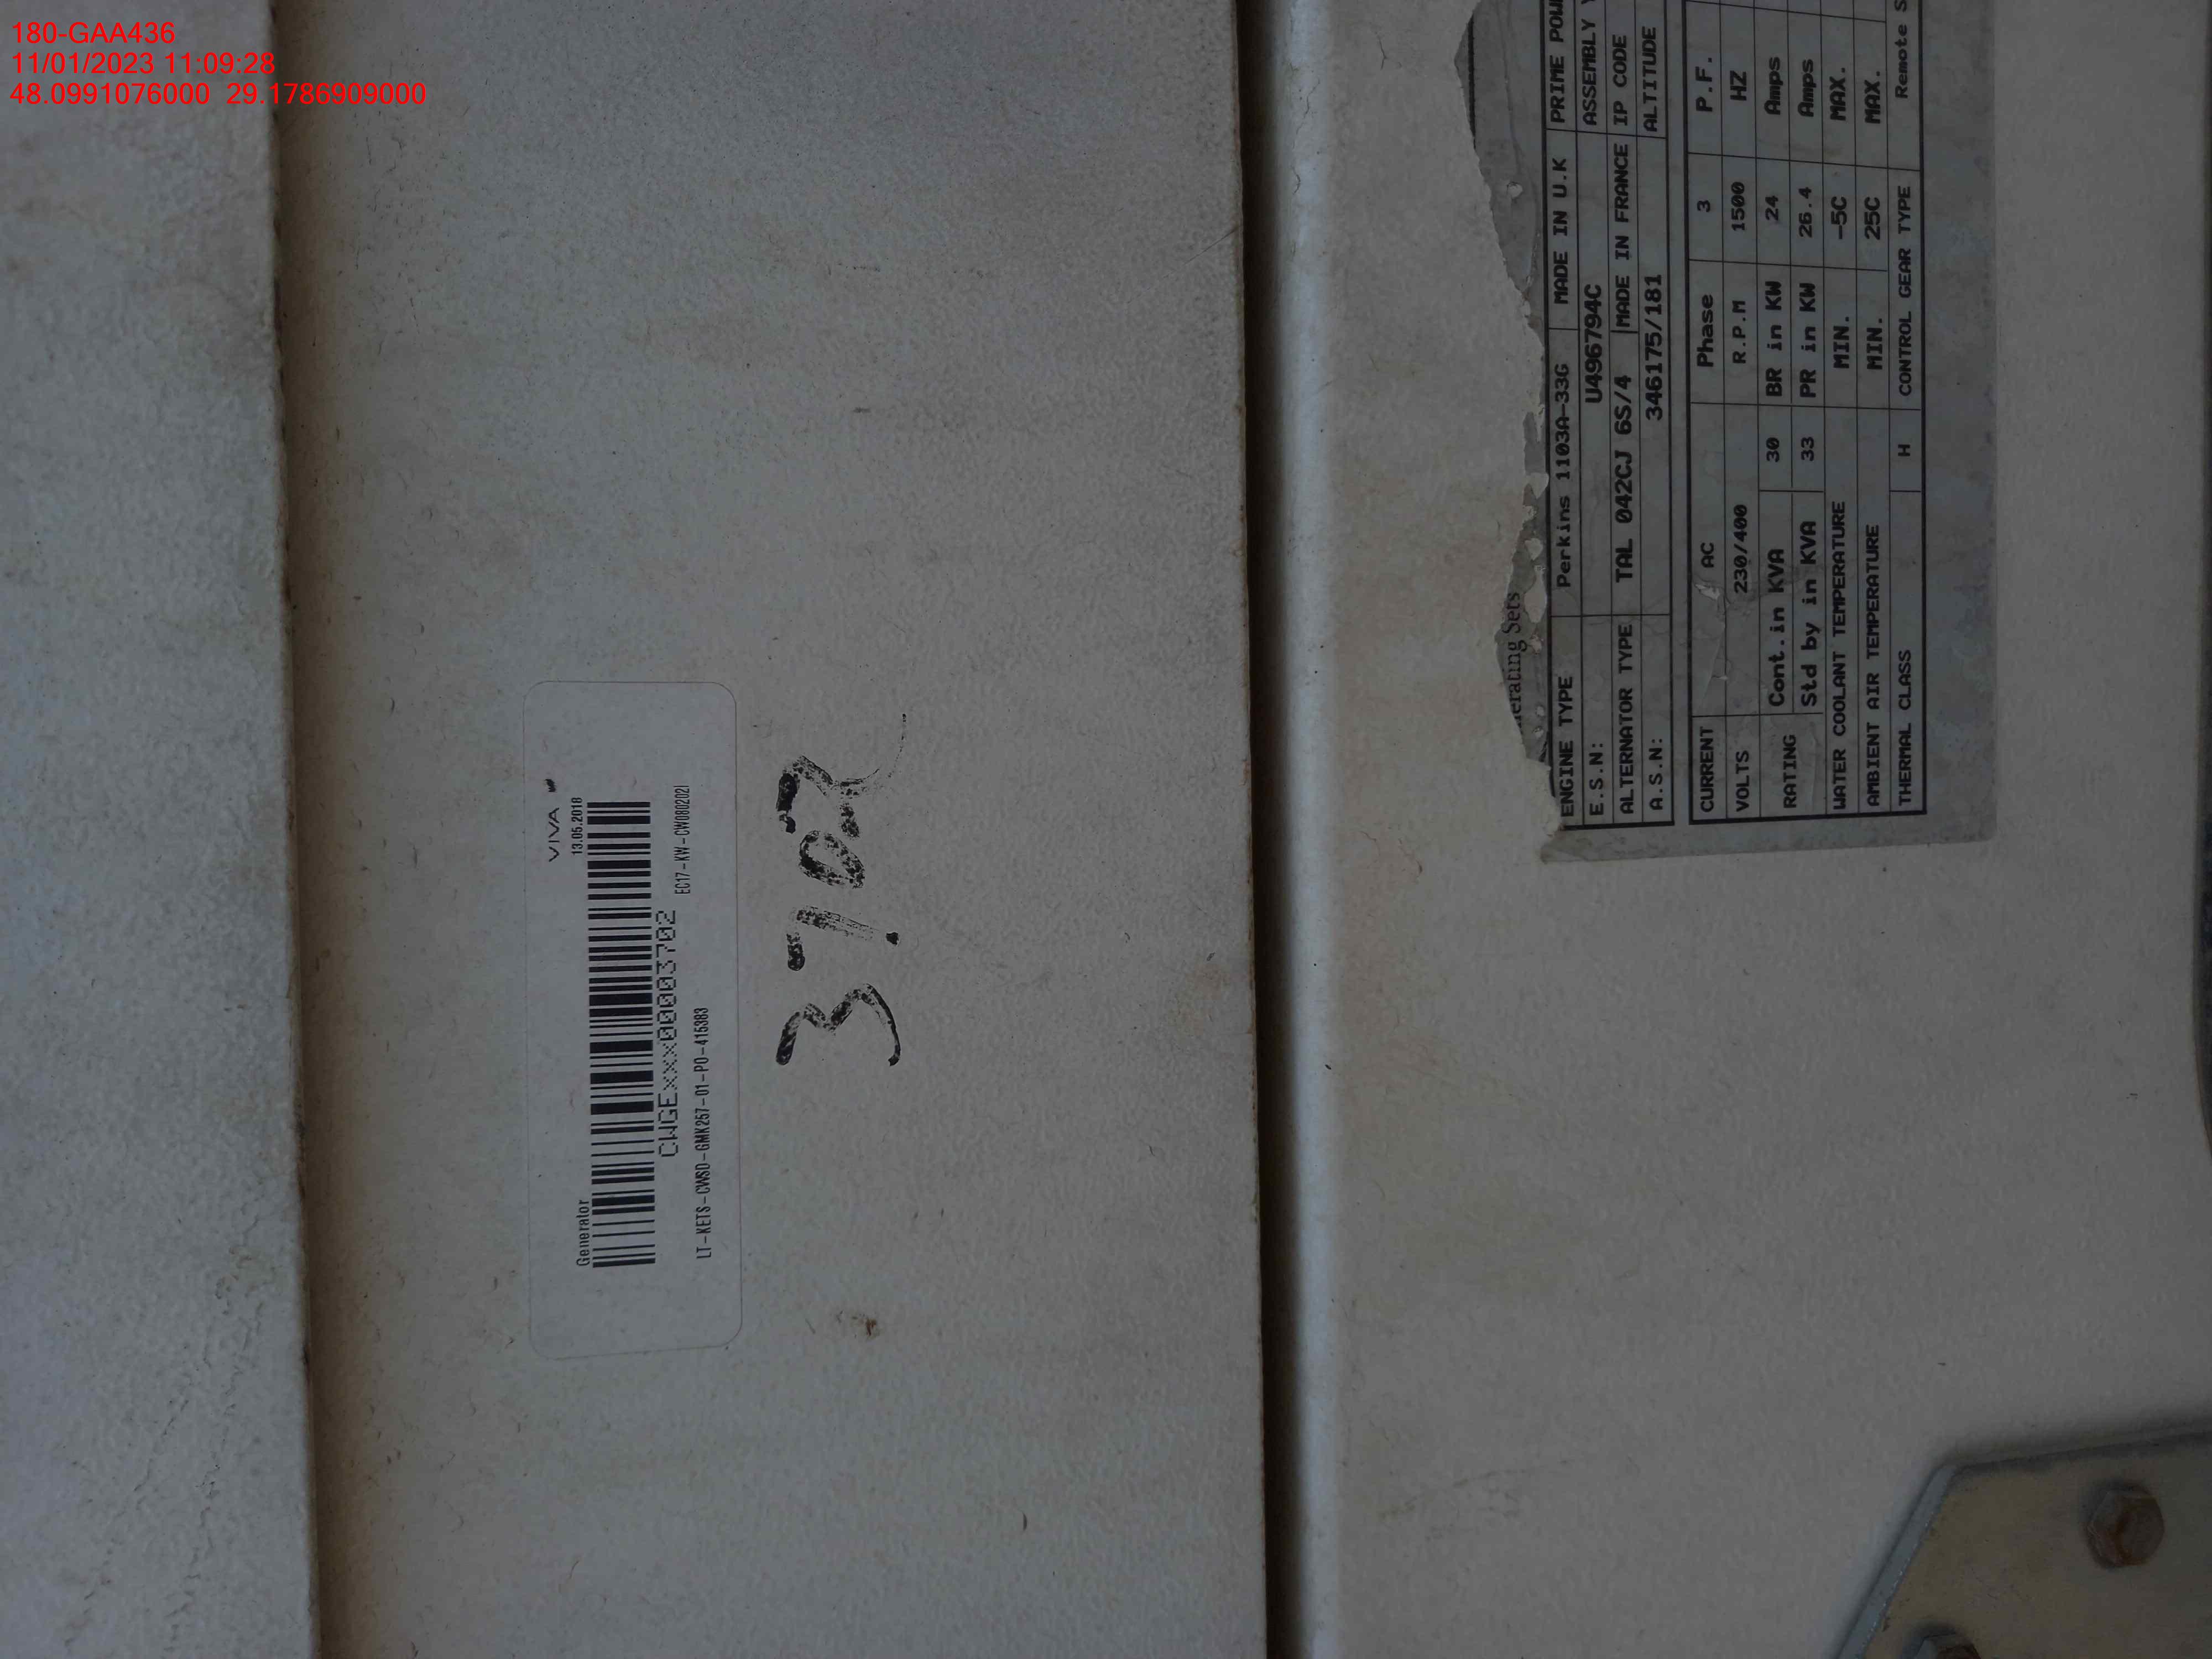 180-GAA436
11/01/2023 11:09:28
48.0991076000 29.1786909000
VIVA
Generator 13.05.2018
CWGExxx00003702
EC17-KW-CW0802021
LT-KETS-CWSD-GMK257-01-PO-415383
3702
erating Sets
ENGINE TYPE Perkins 1103A-33G MADE IN U.K PRIME POW
E.S.N: U496794C ASSEMBLY Y
ALTERNATOR TYPE TAL 042CJ 6S/4 MADE IN FRANCE IP CODE
A.S.N: 346175/181 ALTITUDE
CURRENT AC Phase 3 P.F.
VOLTS 230/400 R.P.M 1500 HZ
RATING Cont.in KVA 30 BR in KW 24 Amps
Std by in KVA 33 PR in KW 26.4 Amps
WATER COOLANT TEMPERATURE MIN. -5C MAX.
AMBIENT AIR TEMPERATURE MIN. 25C MAX.
THERMAL CLASS H CONTROL GEAR TYPE Remote S